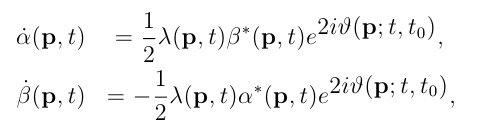 α̇(𝐩, t) = 1/2 λ(𝐩, t)β*(𝐩, t)e^{2iϑ(𝐩; t, t₀)},
β̇(𝐩, t) = −1/2 λ(𝐩, t)α*(𝐩, t)e^{2iϑ(𝐩; t, t₀)},